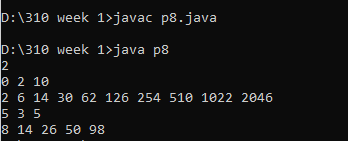 D:\310 week 1>javac p8.java
D:\310 week 1>java p8
2
0 2 10
2 6 14 30 62 126 254 510 1022 2046
5 3 5
8 14 26 50 98